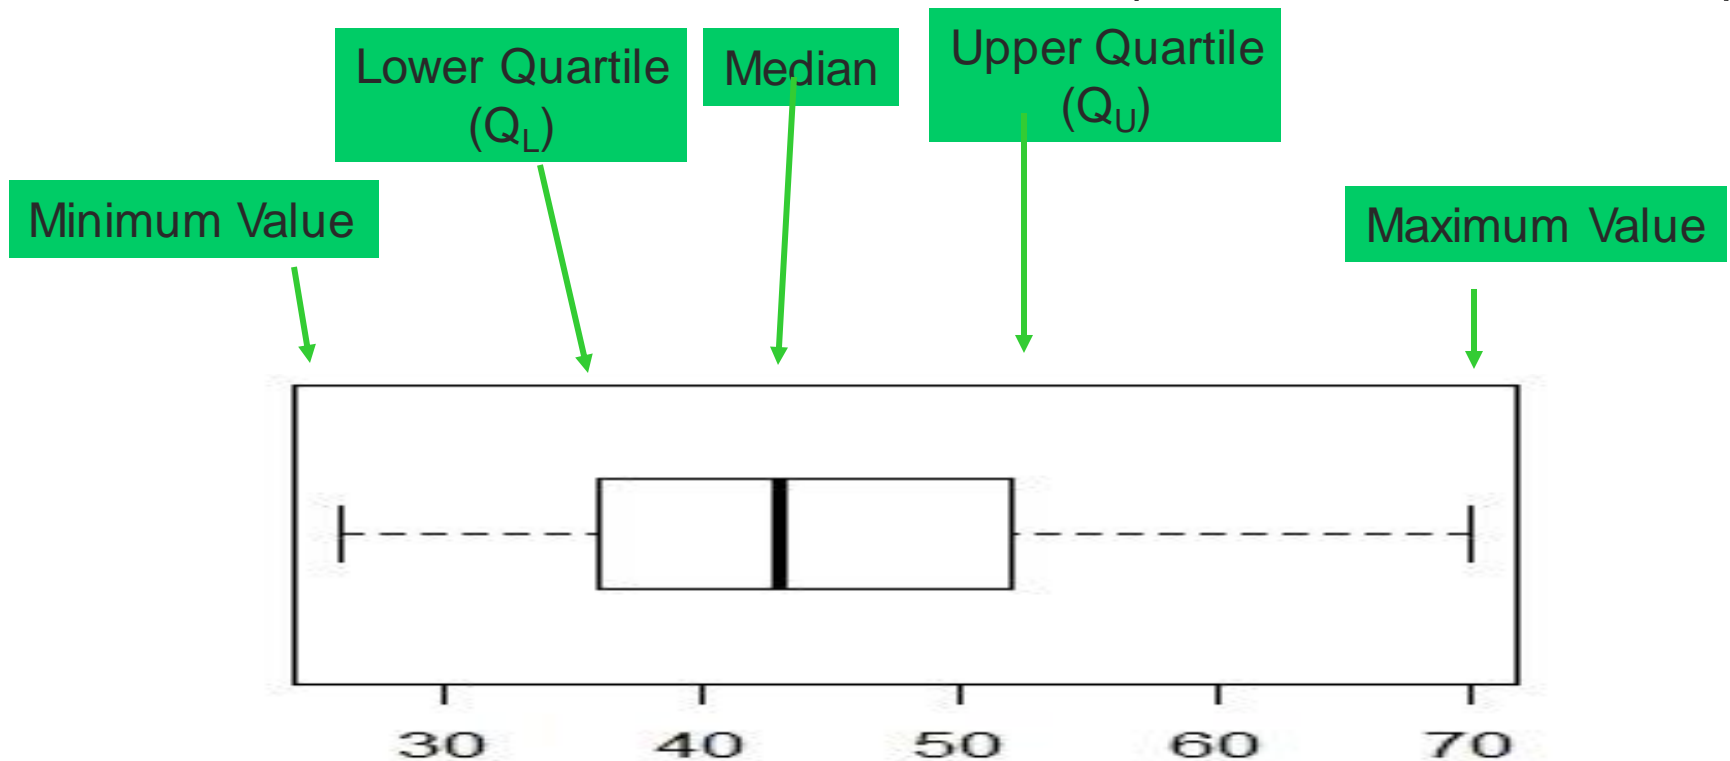 Lower Quartile
(QL)
Median
Upper Quartile
(QU)
Minimum Value
Maximum Value
30 40 50 60 70